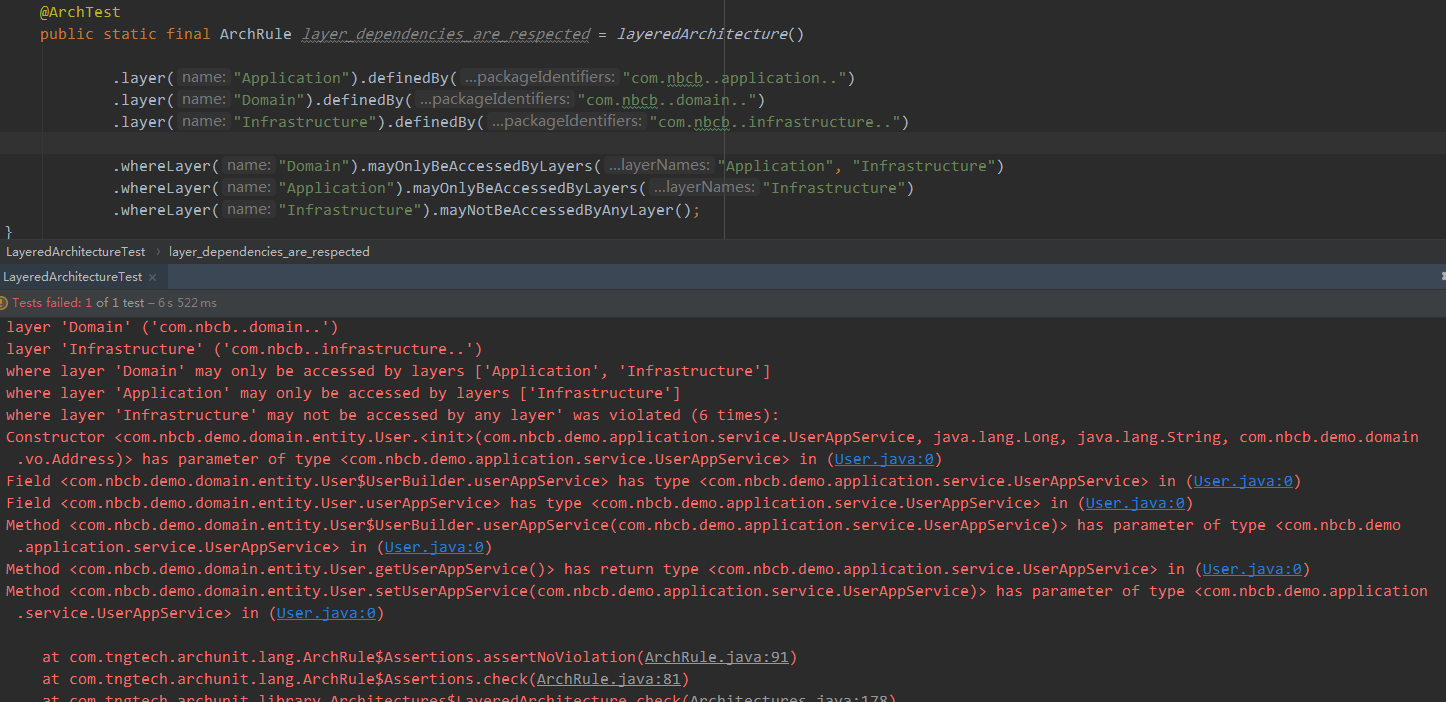 @ArchTest
public static final ArchRule layer_dependencies_are_respected = layeredArchitecture()
.layer( name: "Application").definedBy( ...packageIdentifiers: "com.nbcb..application..")
.layer( name: "Domain").definedBy( ...packageIdentifiers: "com.nbcb..domain..")
.layer( name: "Infrastructure").definedBy( ...packageIdentifiers: "com.nbcb..infrastructure..")
.whereLayer( name: "Domain").mayOnlyBeAccessedByLayers( ...layerNames: "Application", "Infrastructure")
.whereLayer( name: "Application").mayOnlyBeAccessedByLayers( ...layerNames: "Infrastructure")
.whereLayer( name: "Infrastructure").mayNotBeAccessedByAnyLayer();
}
LayeredArchitectureTest › layer_dependencies_are_respected
LayeredArchitectureTest ×
Tests failed: 1 of 1 test – 6 s 522 ms
layer 'Domain' ('com.nbcb..domain..')
layer 'Infrastructure' ('com.nbcb..infrastructure..')
where layer 'Domain' may only be accessed by layers ['Application', 'Infrastructure']
where layer 'Application' may only be accessed by layers ['Infrastructure']
where layer 'Infrastructure' may not be accessed by any layer' was violated (6 times):
Constructor <com.nbcb.demo.domain.entity.User.<init>(com.nbcb.demo.application.service.UserAppService, java.lang.Long, java.lang.String, com.nbcb.demo.domain
.vo.Address)> has parameter of type <com.nbcb.demo.application.service.UserAppService> in (User.java:0)
Field <com.nbcb.demo.domain.entity.User$UserBuilder.userAppService> has type <com.nbcb.demo.application.service.UserAppService> in (User.java:0)
Field <com.nbcb.demo.domain.entity.User.userAppService> has type <com.nbcb.demo.application.service.UserAppService> in (User.java:0)
Method <com.nbcb.demo.domain.entity.User$UserBuilder.userAppService(com.nbcb.demo.application.service.UserAppService)> has parameter of type <com.nbcb.demo
.application.service.UserAppService> in (User.java:0)
Method <com.nbcb.demo.domain.entity.User.getUserAppService()> has return type <com.nbcb.demo.application.service.UserAppService> in (User.java:0)
Method <com.nbcb.demo.domain.entity.User.setUserAppService(com.nbcb.demo.application.service.UserAppService)> has parameter of type <com.nbcb.demo.application
.service.UserAppService> in (User.java:0)
at com.tngtech.archunit.lang.ArchRule$Assertions.assertNoViolation(ArchRule.java:91)
at com.tngtech.archunit.lang.ArchRule$Assertions.check(ArchRule.java:81)
at com.tngtech.archunit.library.Architectures$LayeredArchitecture.check(Architectures.java:178)